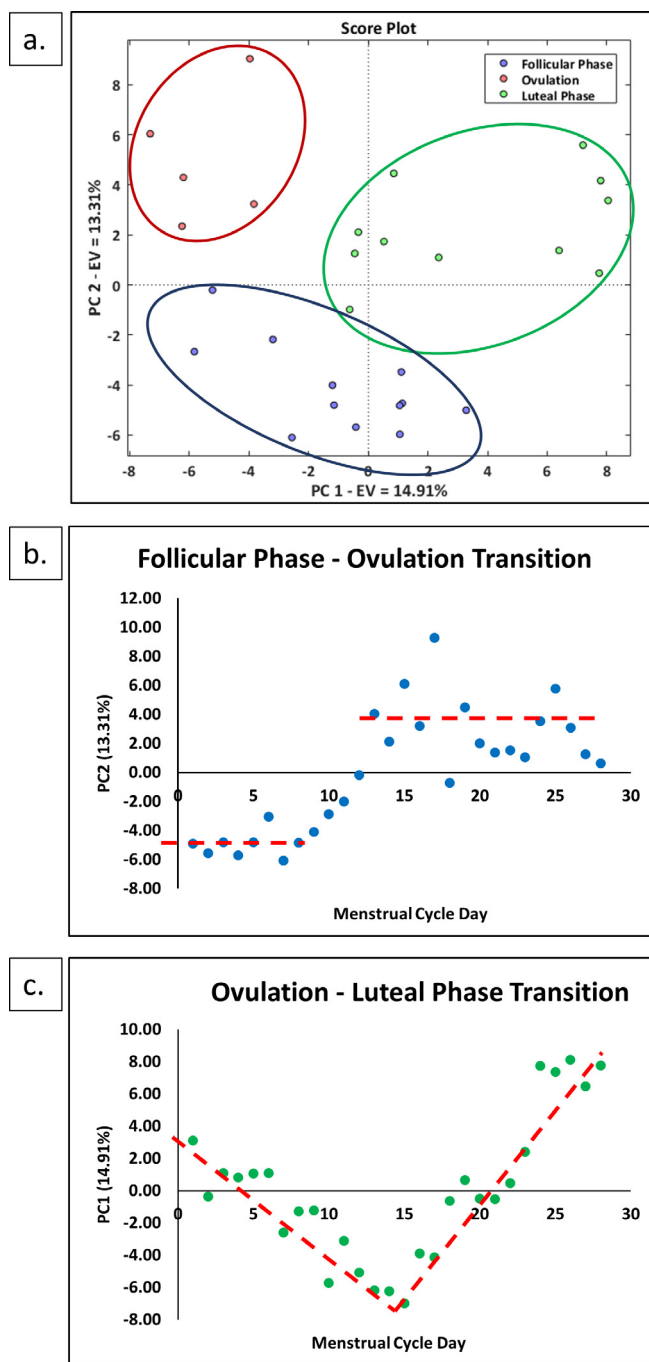 a.
Score Plot
Follicular Phase
Ovulation
Luteal Phase
8
6
4
2
0
-2
-4
-6
PC 2 - EV = 13.31%
-8 -6 -4 -2 0 2 4 6 8
PC 1 - EV = 14.91%
b.
Follicular Phase - Ovulation Transition
12.00
10.00
8.00
6.00
4.00
2.00
0.00
-2.00
-4.00
-6.00
-8.00
PC2 (13.31%)
0 5 10 15 20 25 30
Menstrual Cycle Day
c.
Ovulation - Luteal Phase Transition
10.00
8.00
6.00
4.00
2.00
0.00
-2.00
-4.00
-6.00
-8.00
PC1 (14.91%)
0 5 10 15 20 25 30
Menstrual Cycle Day